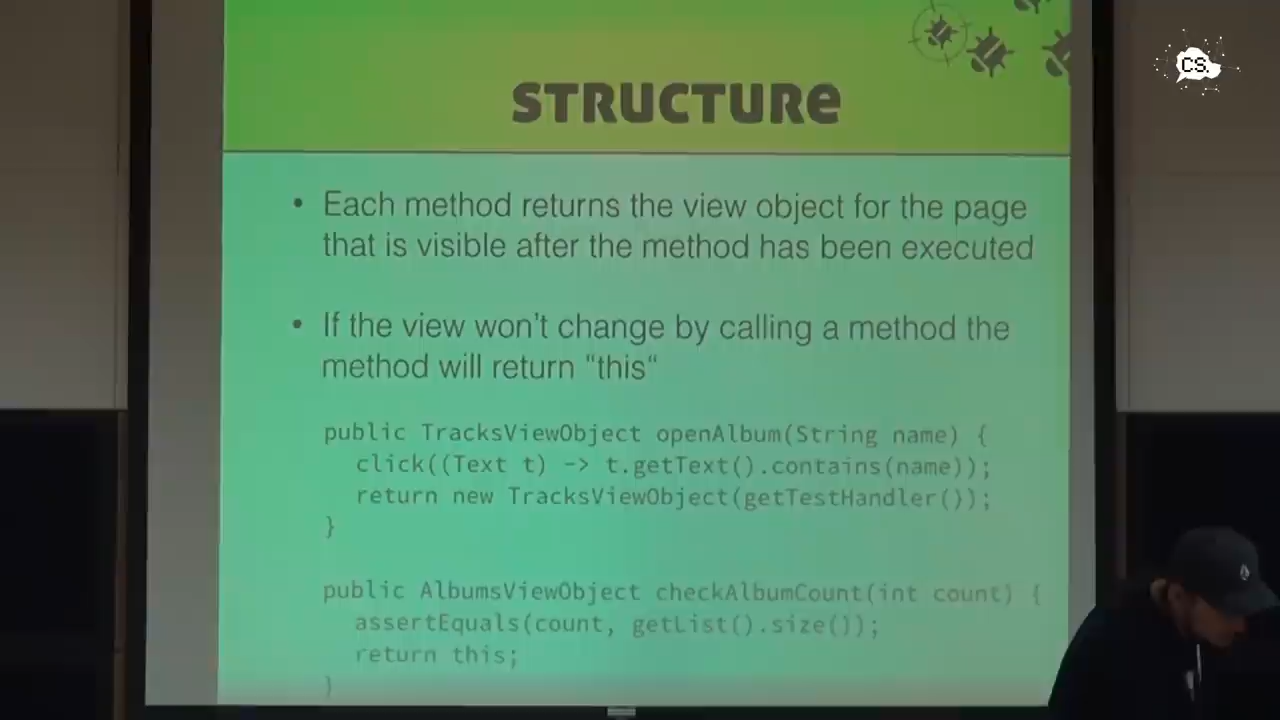 CS.
STRUCTURE
• Each method returns the view object for the page
that is visible after the method has been executed
• If the view won't change by calling a method the
method will return "this“
public TracksViewObject openAlbum(String name) {
click((Text t) -> t.getText().contains(name));
return new TracksViewObject(getTestHandler());
}
public AlbumsViewObject checkAlbumCount(int count) {
assertEquals(count, getList().size());
return this;
}